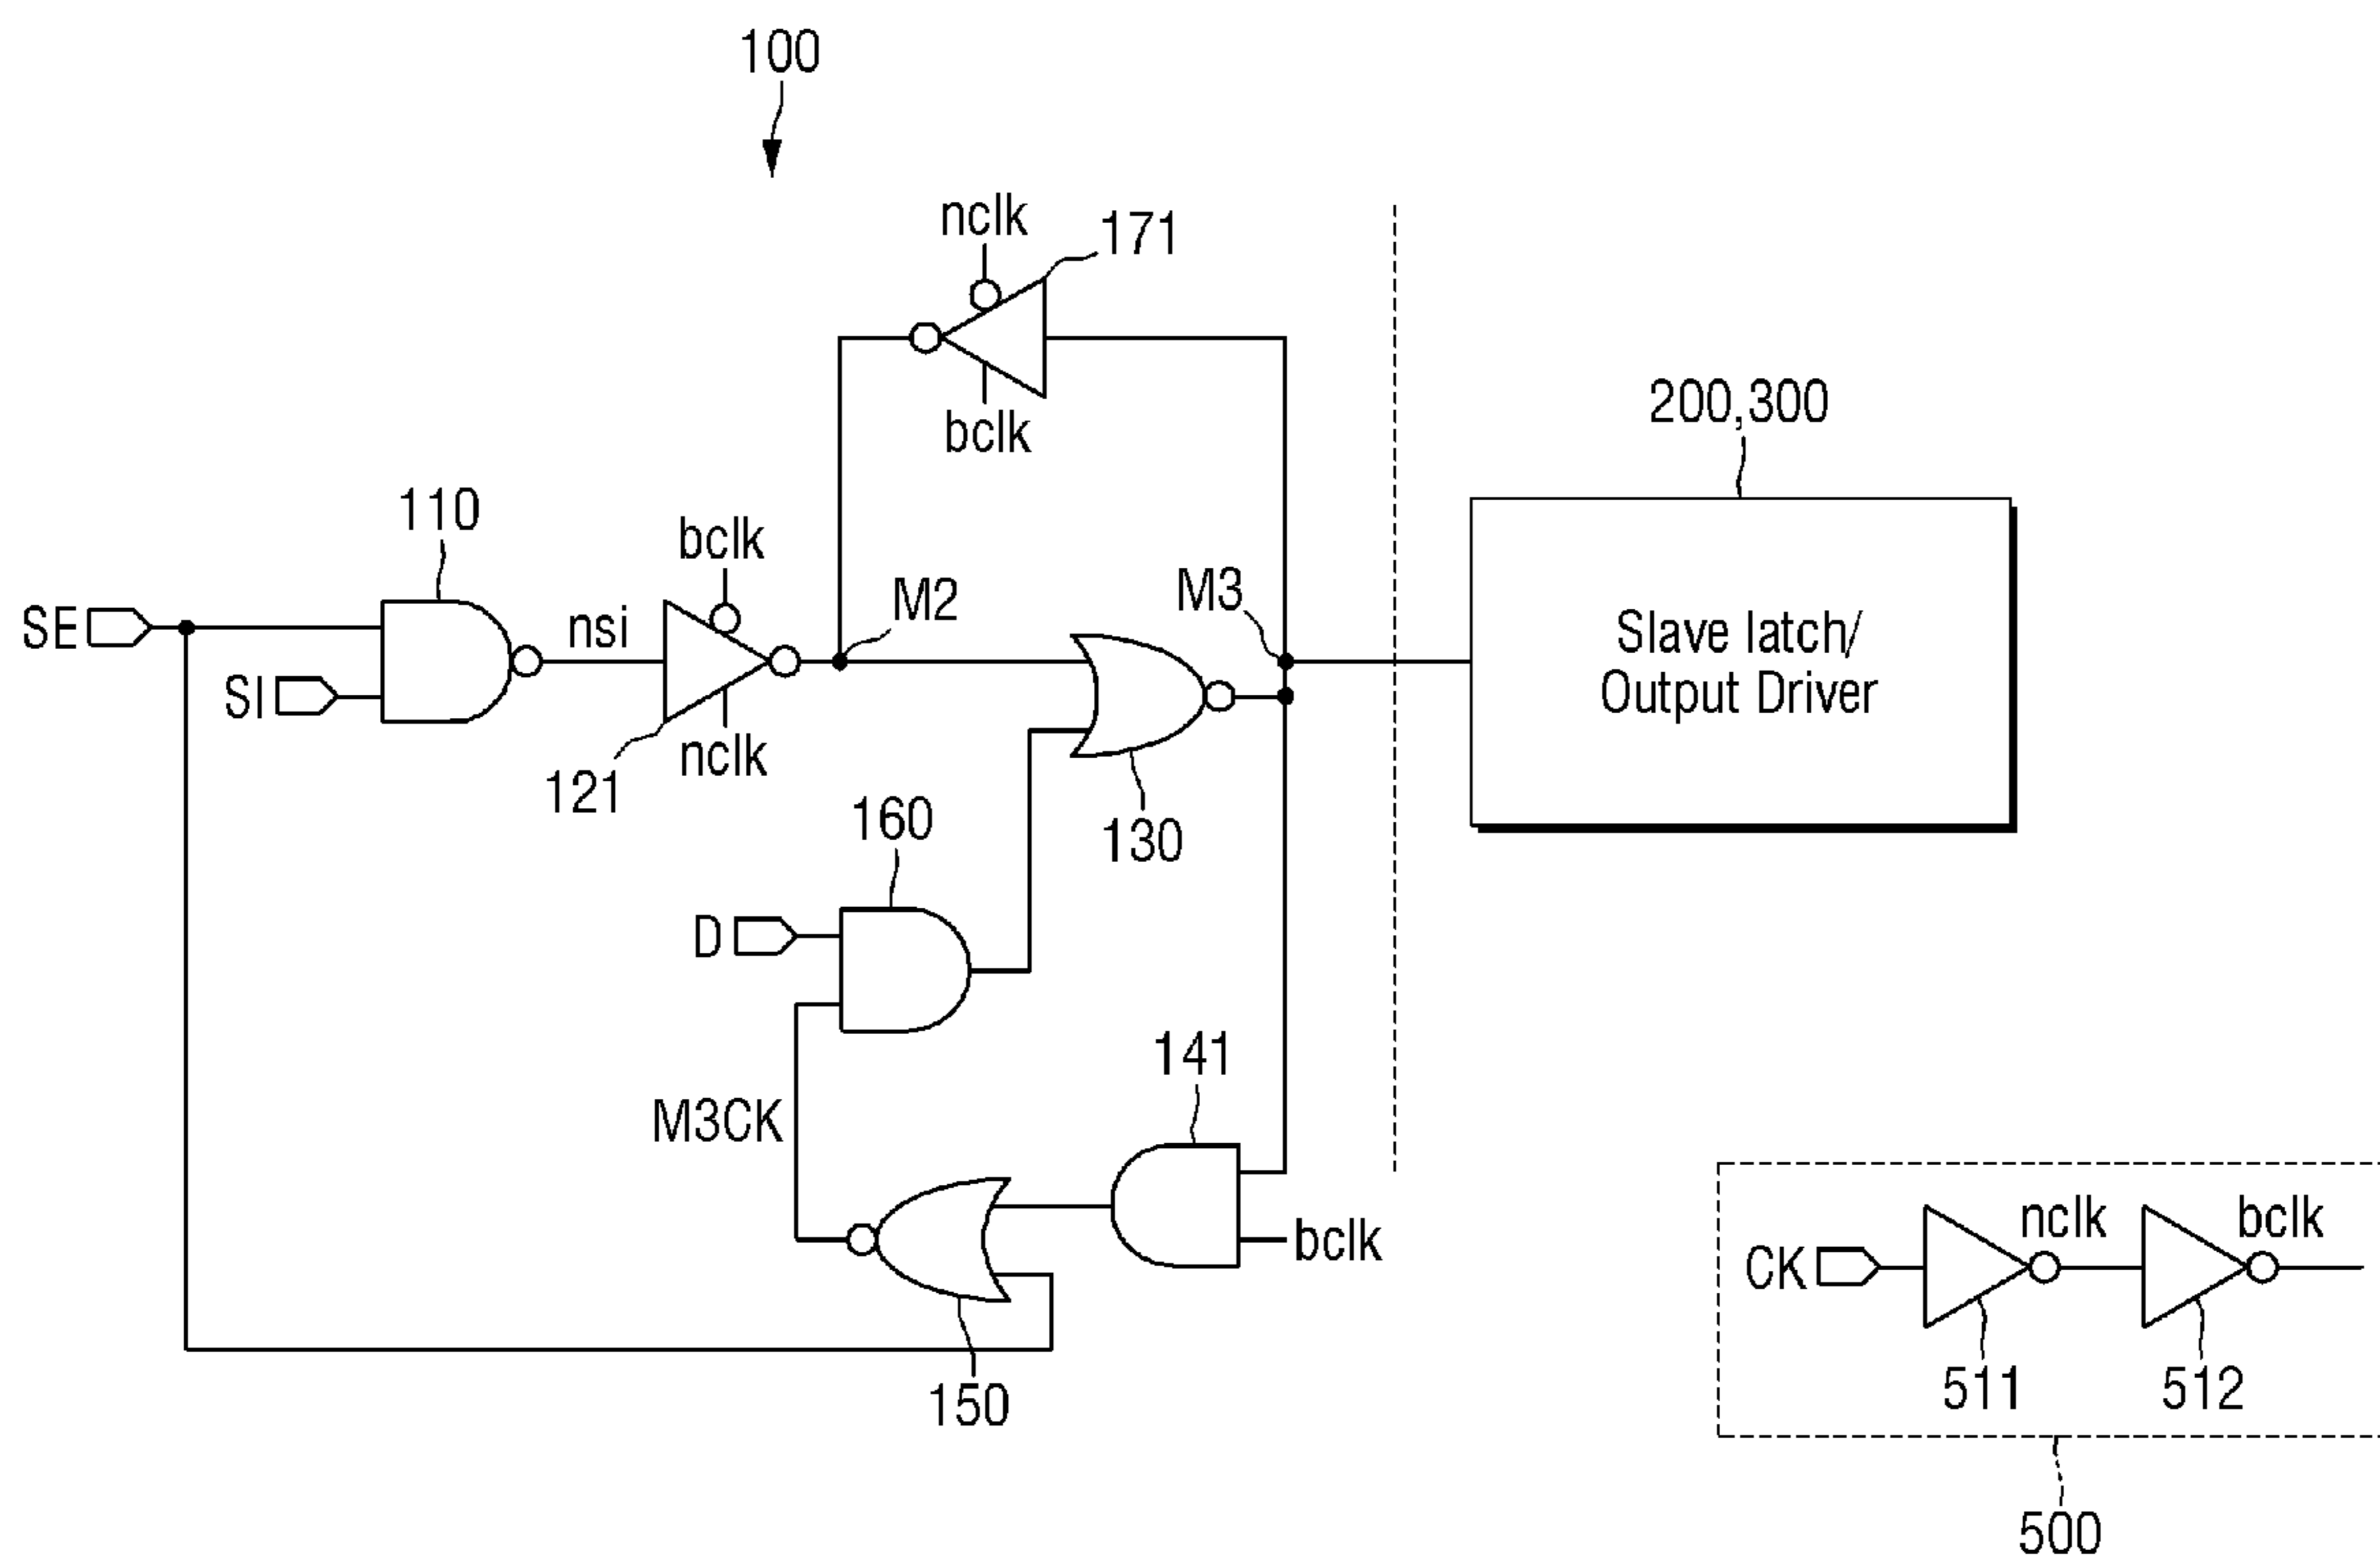 100
nclk
171
bclk
200,300
110
bclk
M2
M3
SE
nsi
SI
Slave latch/
Output Driver
nclk
121
160
130
D
141
M3CK
bclk
nclk
bclk
CK
150
511
512
500